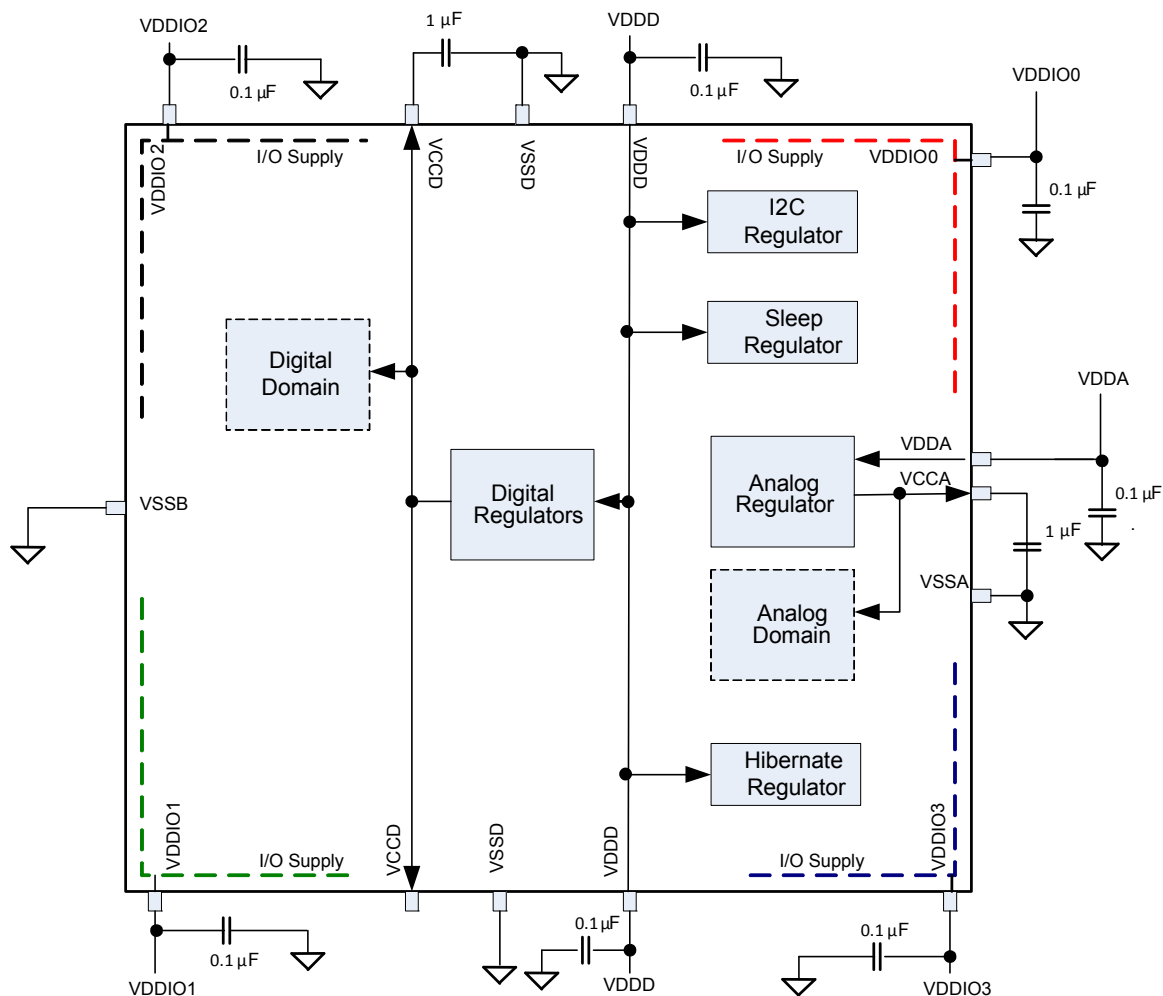 VDDIO2
1 µF
VDDD
0.1 µF
0.1 µF
VDDIO0
0.1 µF
VDDIO2
I/O Supply
VCCD
VSSD
VDDD
I/O Supply
VDDIO0
I2C
Regulator
Sleep
Regulator
Digital
Domain
VDDA
VDDA
VCCA
Analog
Regulator
Digital
Regulators
0.1 µF
.
1 µF
VSSB
VSSA
Analog
Domain
Hibernate
Regulator
VDDIO1
I/O Supply
VCCD
VSSD
VDDD
I/O Supply
VDDIO3
0.1 µF
0.1 µF
0.1 µF
VDDIO1
VDDD
VDDIO3